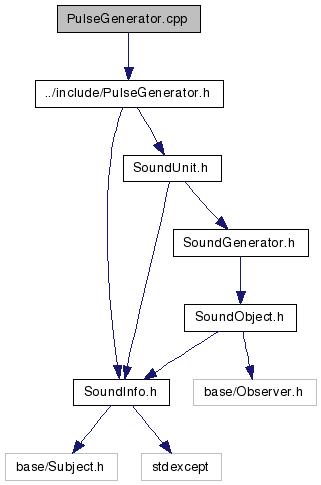 PulseGenerator.cpp
../include/PulseGenerator.h
SoundUnit.h
SoundGenerator.h
SoundObject.h
SoundInfo.h
base/Observer.h
base/Subject.h
stdexcept